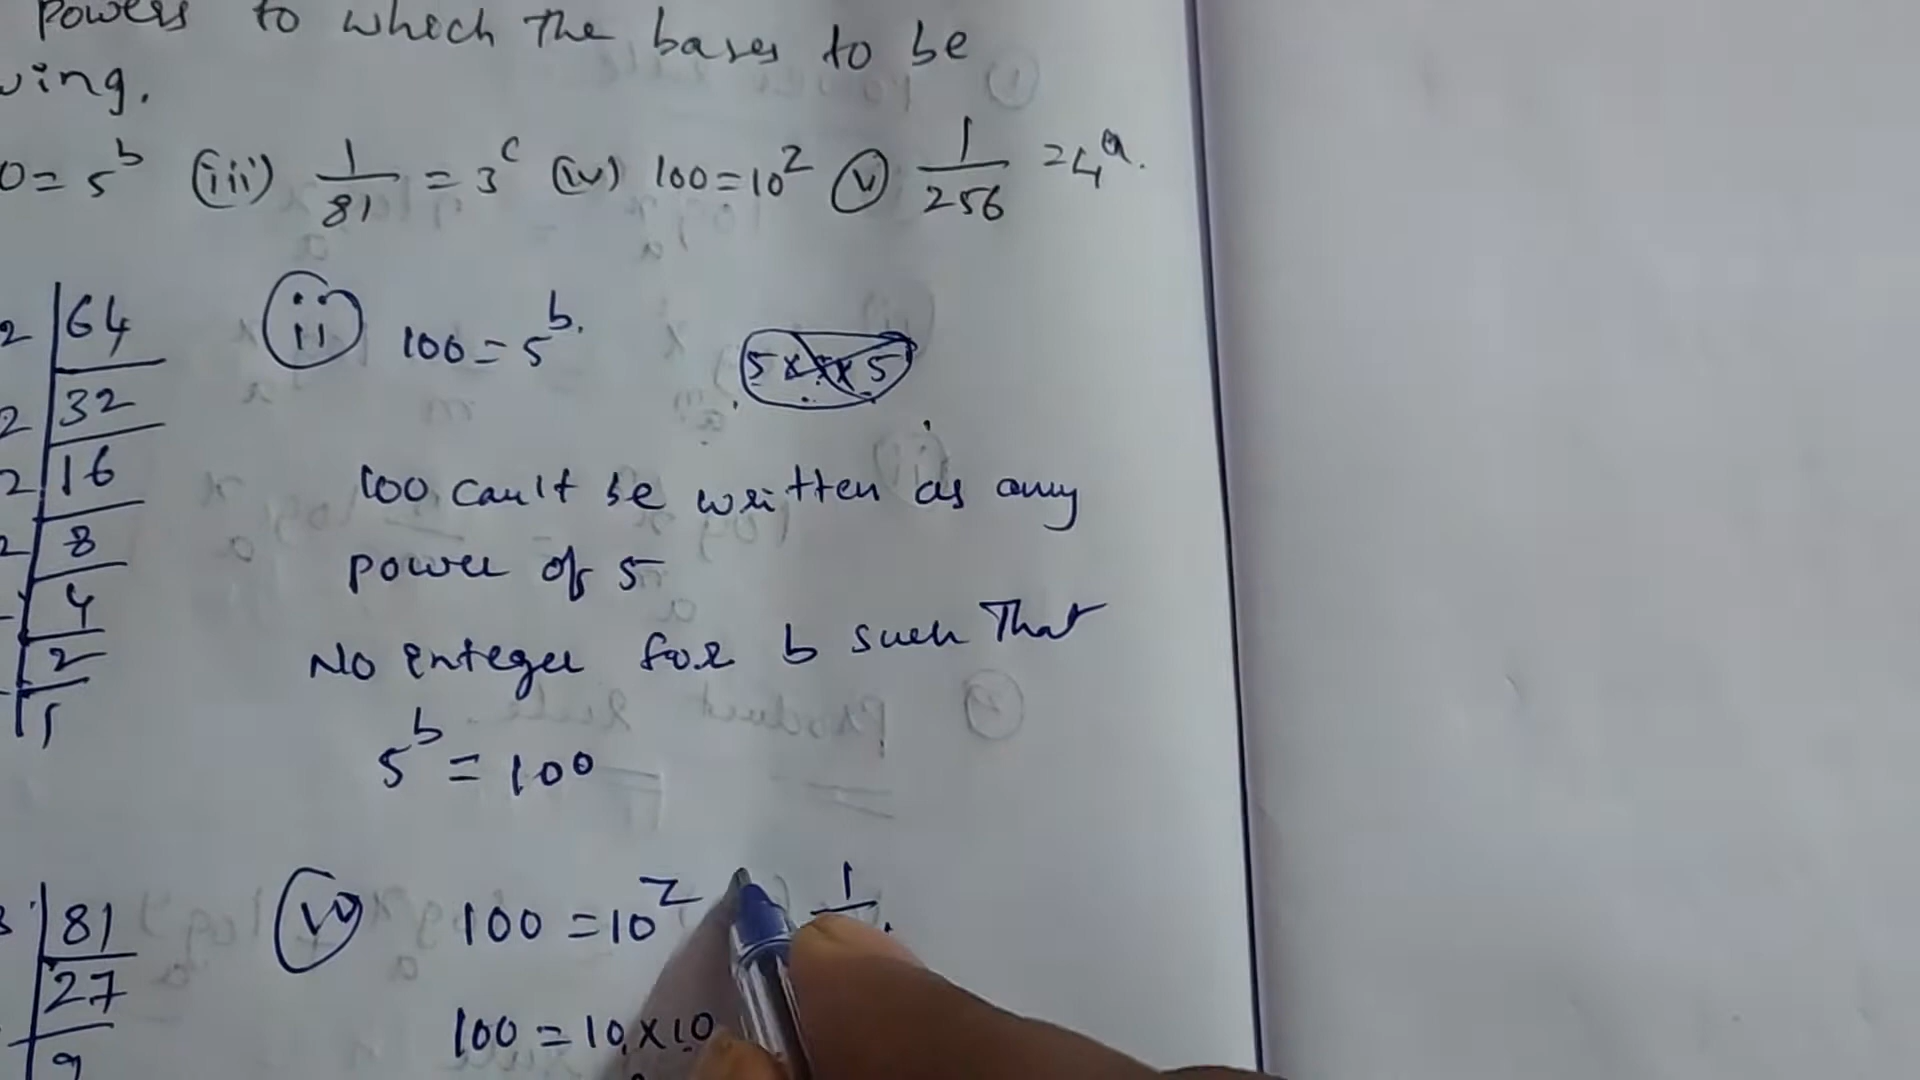 powers to which the bases to be
wing.
0 = 5^b (iii) 1/81 = 3^c (iv) 100 = 10^2 (v) 1/256 = 4^a.
2 | 64
2 | 32
2 | 16
2 | 8
4
2
1
(ii) 100 = 5^b.
5 x 5 x 5
100 can't be written as any
power of 5
No integer for b such that
5^b = 100
81
27
9
(iv) 100 = 10^z
1
100 = 10 x 10